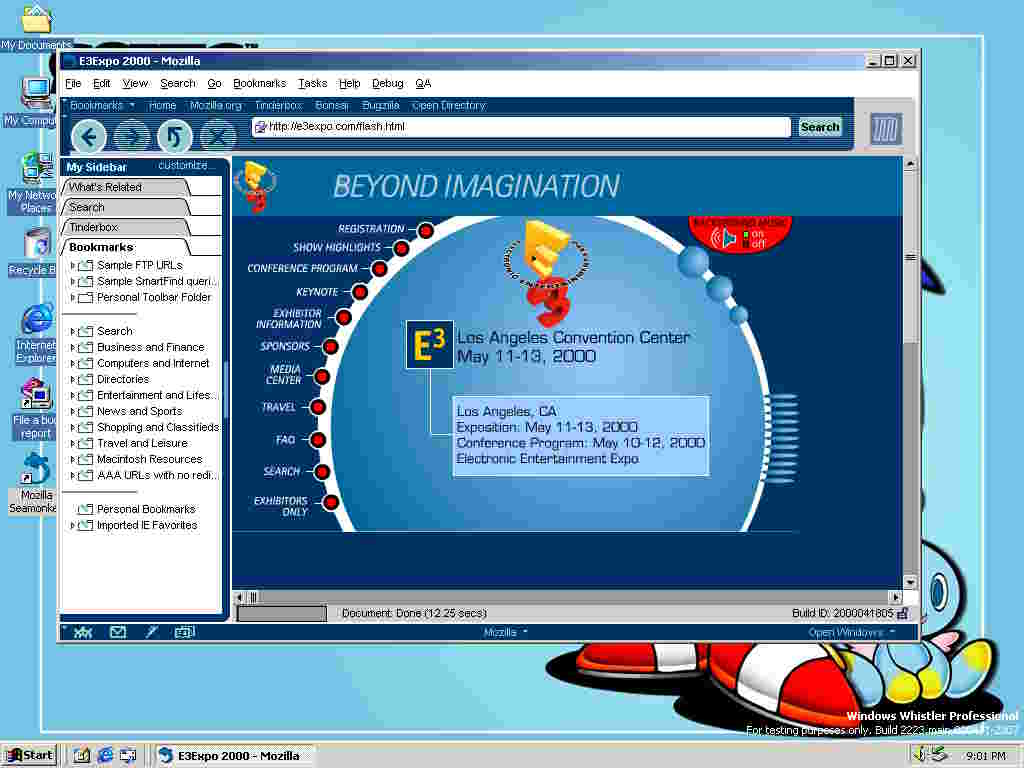 My Documents
E3Expo 2000 - Mozilla
File Edit View Search Go Bookmarks Tasks Help Debug QA
Bookmarks Home Mozilla.org Tinderbox Bonsai Bugzilla Open Directory
http://e3expo.com/flash.html
Search
My Comput
My Netwo
Places
Recycle B
Internet
Explorer
File a bug
report
Mozilla
Seamonke
My Sidebar customize...
What's Related
Search
Tinderbox
Bookmarks
Sample FTP URLs
Sample SmartFind queri...
Personal Toolbar Folder
Search
Business and Finance
Computers and Internet
Directories
Entertainment and Lifes...
News and Sports
Shopping and Classifieds
Travel and Leisure
Macintosh Resources
AAA URLs with no redi...
Personal Bookmarks
Imported IE Favorites
BEYOND IMAGINATION
BACKGROUND MUSIC
on
off
REGISTRATION
SHOW HIGHLIGHTS
CONFERENCE PROGRAM
KEYNOTE
EXHIBITOR
INFORMATION
SPONSORS
MEDIA
CENTER
TRAVEL
FAQ
SEARCH
EXHIBITORS
ONLY
E3
Los Angeles Convention Center
May 11-13, 2000
Los Angeles, CA
Exposition: May 11-13, 2000
Conference Program: May 10-12, 2000
Electronic Entertainment Expo
Document: Done (12.25 secs)
Build ID: 2000041805
Mozilla
Open Windows
Windows Whistler Professional
For testing purposes only. Build 2223.main
Start
E3Expo 2000 - Mozilla
9:01 PM